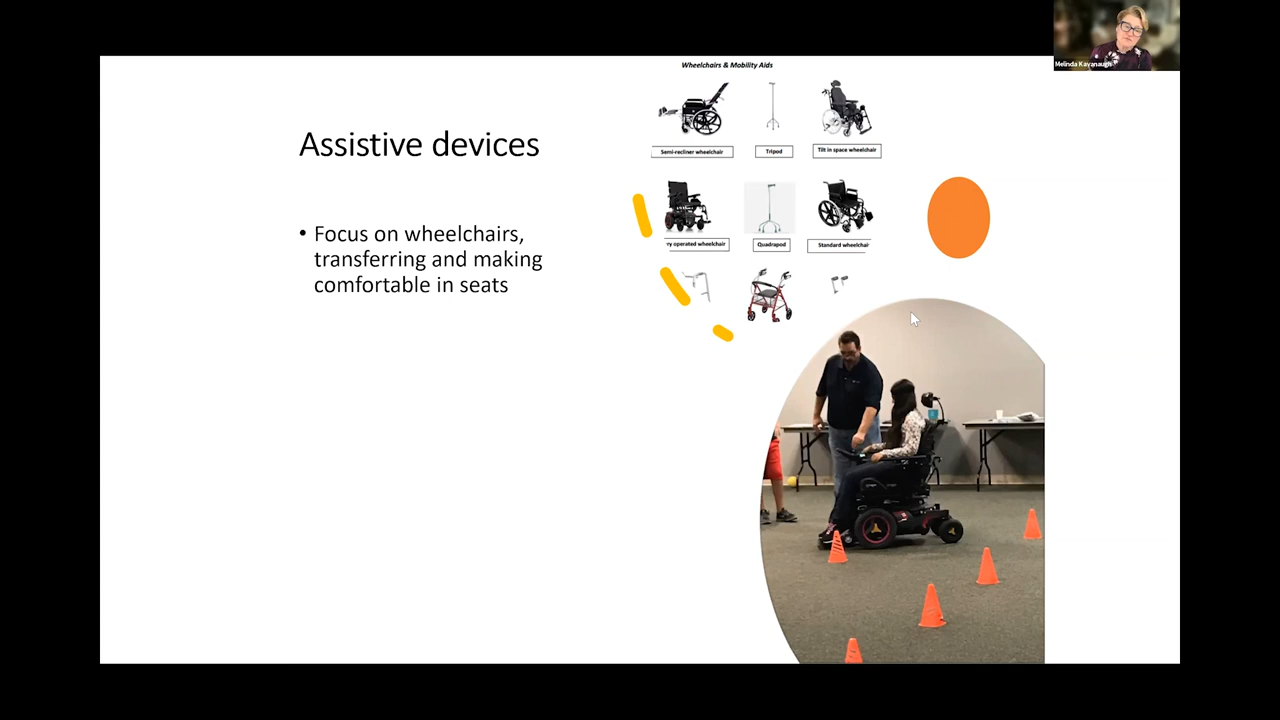 Melinda Kavanaugh
Wheelchairs & Mobility Aids
Assistive devices
Semi-recliner wheelchair
Tripod
Tilt in space wheelchair
• Focus on wheelchairs,
transferring and making
comfortable in seats
ry operated wheelchair
Quadrapod
Standard wheelchair